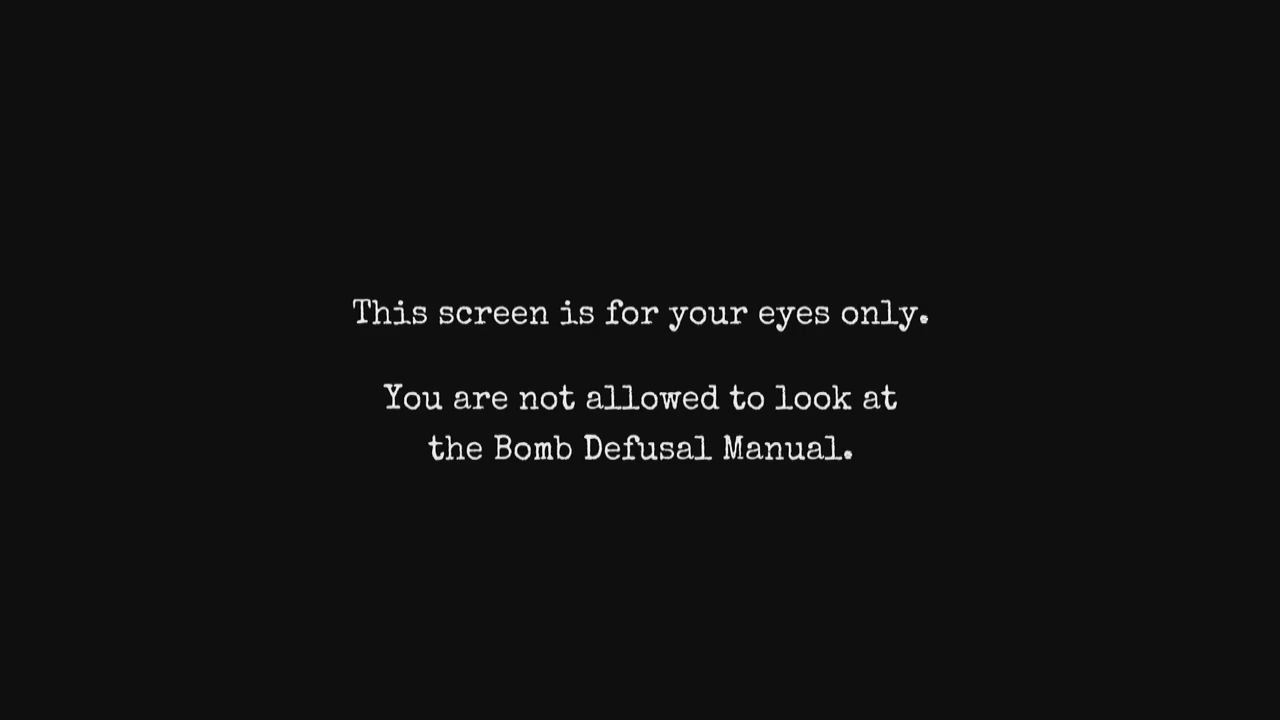 This screen is for your eyes only.
You are not allowed to look at
the Bomb Defusal Manual.